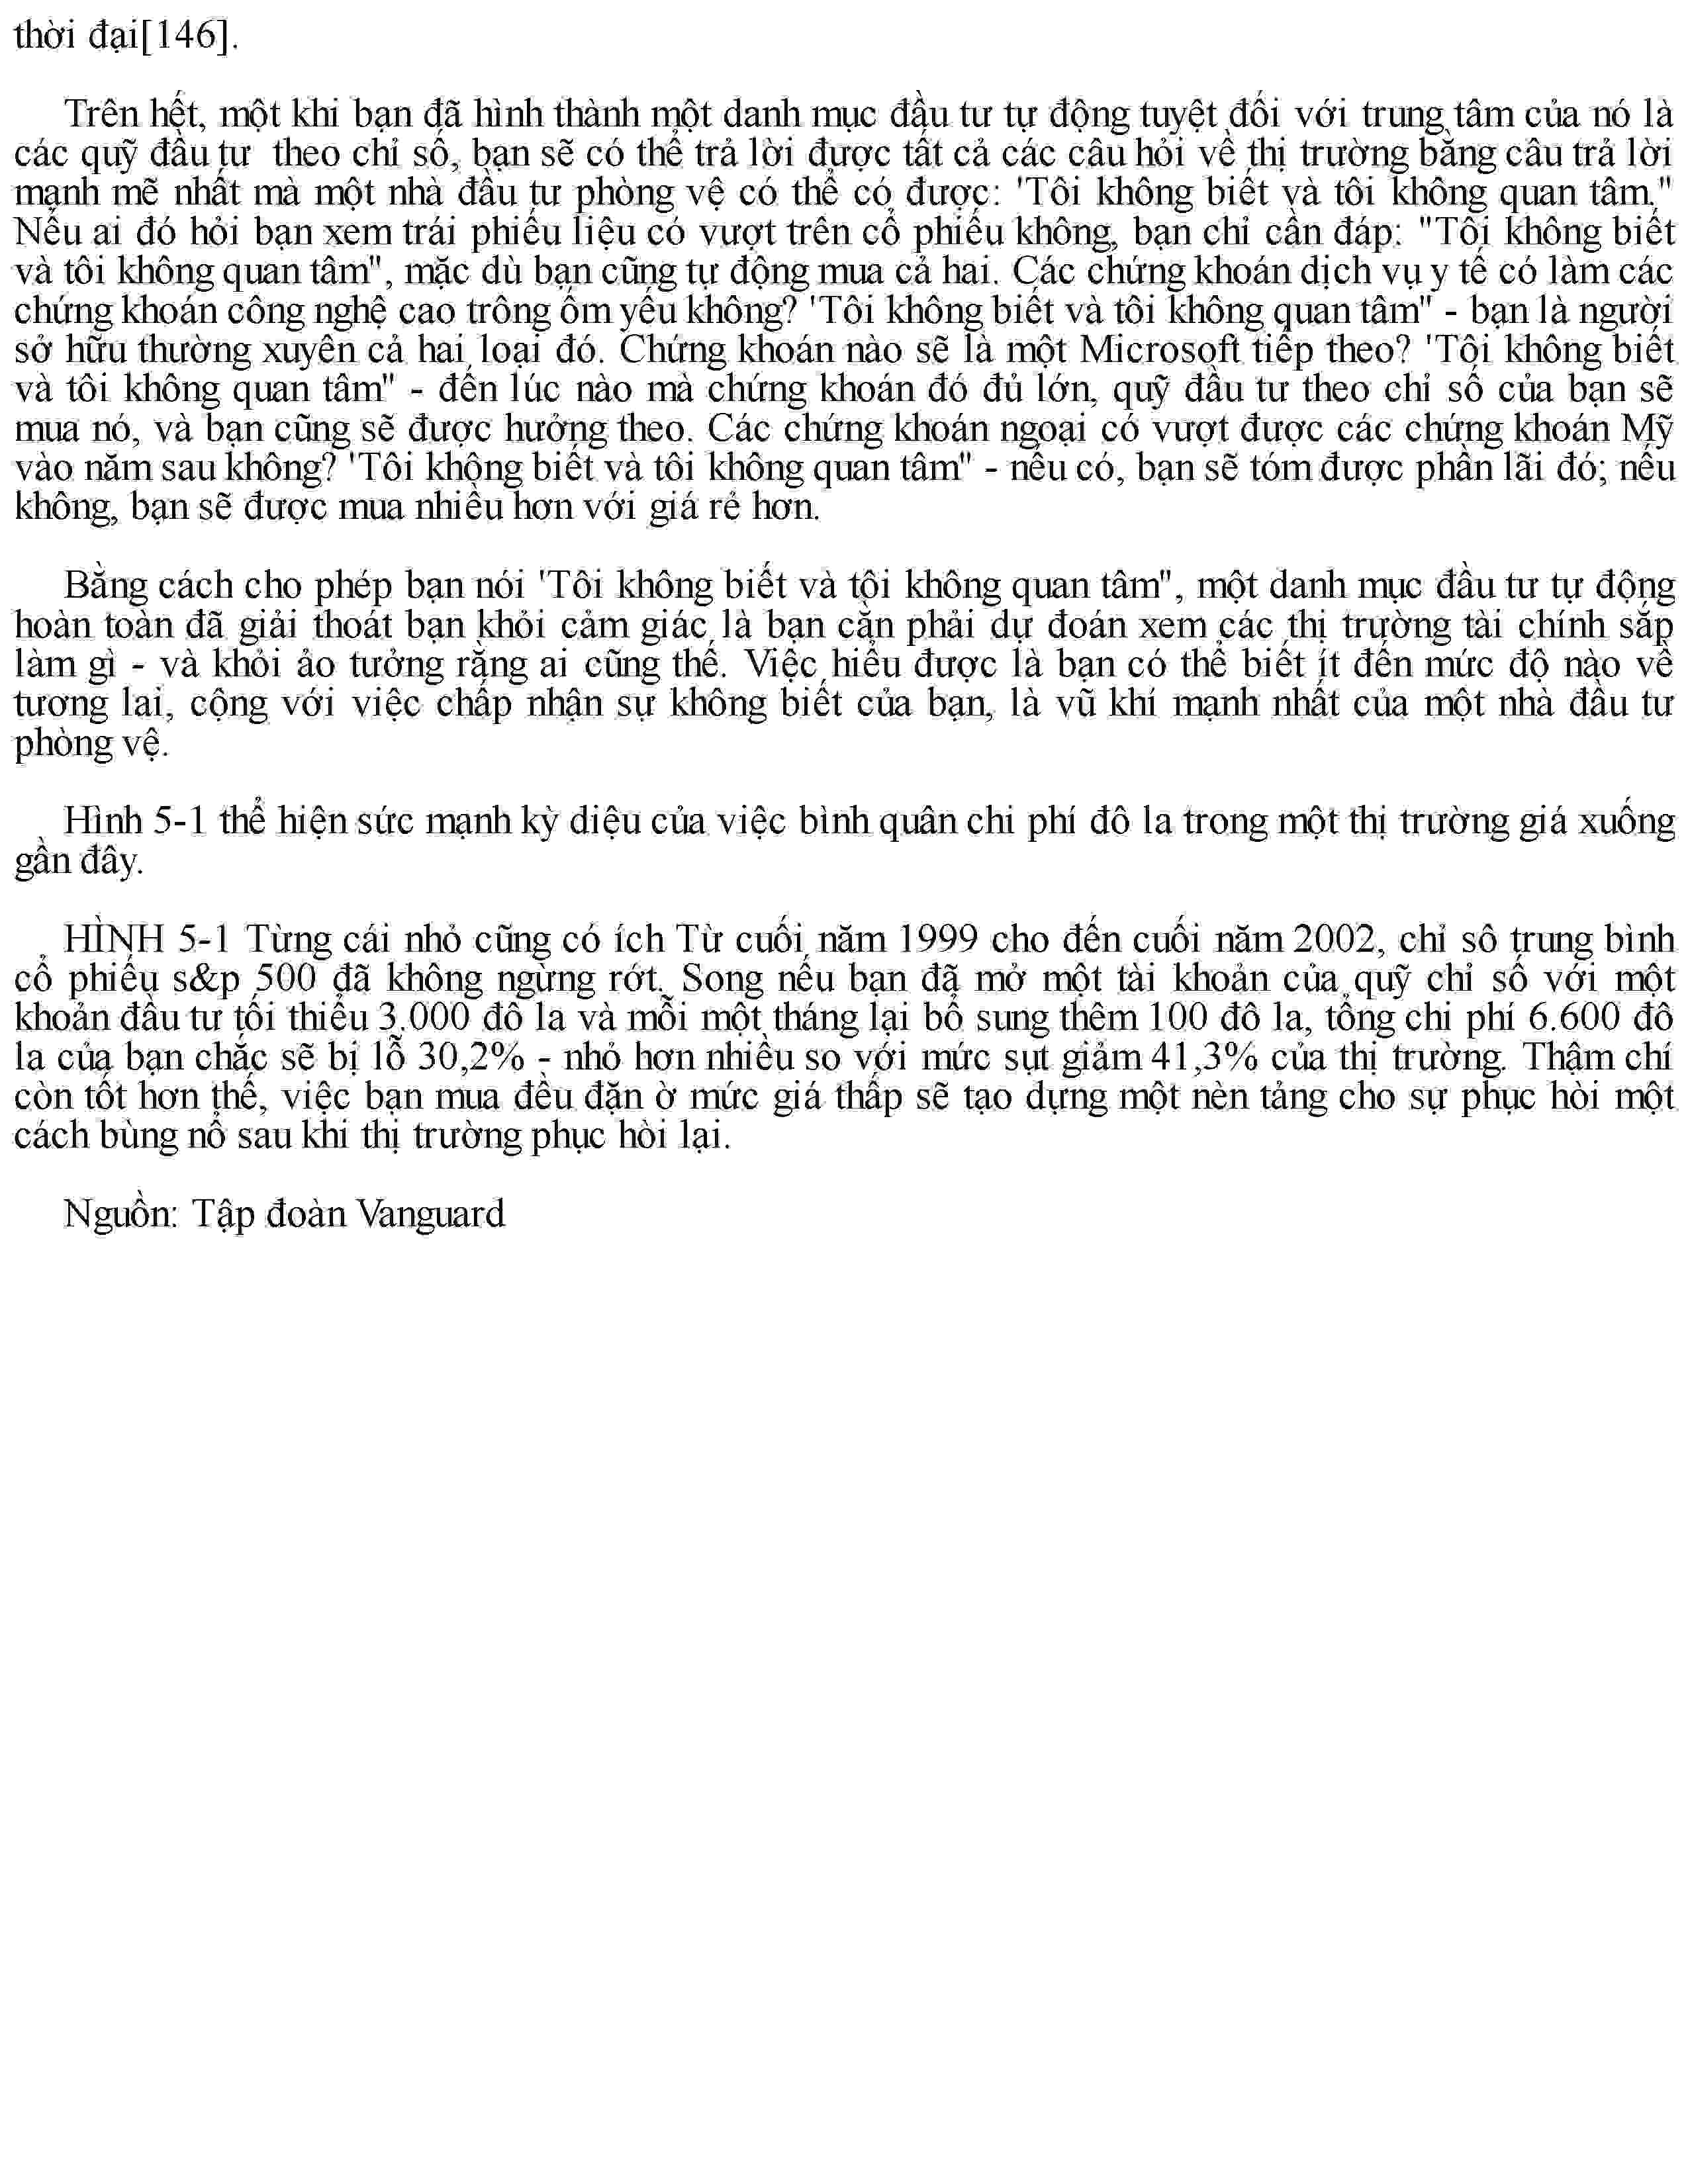 thời đại[146].
Trên hết, một khi bạn đã hình thành một danh mục đầu tư tự động tuyệt đối với trung tâm của nó là
các quỹ đầu tư theo chỉ số, bạn sẽ có thể trả lời được tất cả các câu hỏi về thị trường bằng câu trả lời
mạnh mẽ nhất mà một nhà đầu tư phòng vệ có thể có được: 'Tôi không biết và tôi không quan tâm."
Nếu ai đó hỏi bạn xem trái phiếu liệu có vượt trên cổ phiếu không, bạn chỉ cần đáp: "Tôi không biết
và tôi không quan tâm", mặc dù bạn cũng tự động mua cả hai. Các chứng khoán dịch vụ y tế có làm các
chứng khoán công nghệ cao trông ốm yếu không? 'Tôi không biết và tôi không quan tâm" - bạn là người
sở hữu thường xuyên cả hai loại đó. Chứng khoán nào sẽ là một Microsoft tiếp theo? 'Tôi không biết
và tôi không quan tâm" - đến lúc nào mà chứng khoán đó đủ lớn, quỹ đầu tư theo chỉ số của bạn sẽ
mua nó, và bạn cũng sẽ được hưởng theo. Các chứng khoán ngoại có vượt được các chứng khoán Mỹ
vào năm sau không? 'Tôi không biết và tôi không quan tâm" - nếu có, bạn sẽ tóm được phần lãi đó; nếu
không, bạn sẽ được mua nhiều hơn với giá rẻ hơn.
Bằng cách cho phép bạn nói 'Tôi không biết và tôi không quan tâm", một danh mục đầu tư tự động
hoàn toàn đã giải thoát bạn khỏi cảm giác là bạn cần phải dự đoán xem các thị trường tài chính sắp
làm gì - và khỏi ảo tưởng rằng ai cũng thế. Việc hiểu được là bạn có thể biết ít đến mức độ nào về
tương lai, cộng với việc chấp nhận sự không biết của bạn, là vũ khí mạnh nhất của một nhà đầu tư
phòng vệ.
Hình 5-1 thể hiện sức mạnh kỳ diệu của việc bình quân chi phí đô la trong một thị trường giá xuống
gần đây.
HÌNH 5-1 Từng cái nhỏ cũng có ích Từ cuối năm 1999 cho đến cuối năm 2002, chỉ sô trung bình
cổ phiếu s&p 500 đã không ngừng rớt. Song nếu bạn đã mở một tài khoản của quỹ chỉ số với một
khoản đầu tư tối thiểu 3.000 đô la và mỗi một tháng lại bổ sung thêm 100 đô la, tổng chi phí 6.600 đô
la của bạn chắc sẽ bị lỗ 30,2% - nhỏ hơn nhiều so với mức sụt giảm 41,3% của thị trường. Thậm chí
còn tốt hơn thế, việc bạn mua đều đặn ờ mức giá thấp sẽ tạo dựng một nèn tảng cho sự phục hòi một
cách bùng nổ sau khi thị trường phục hòi lại.
Nguồn: Tập đoàn Vanguard